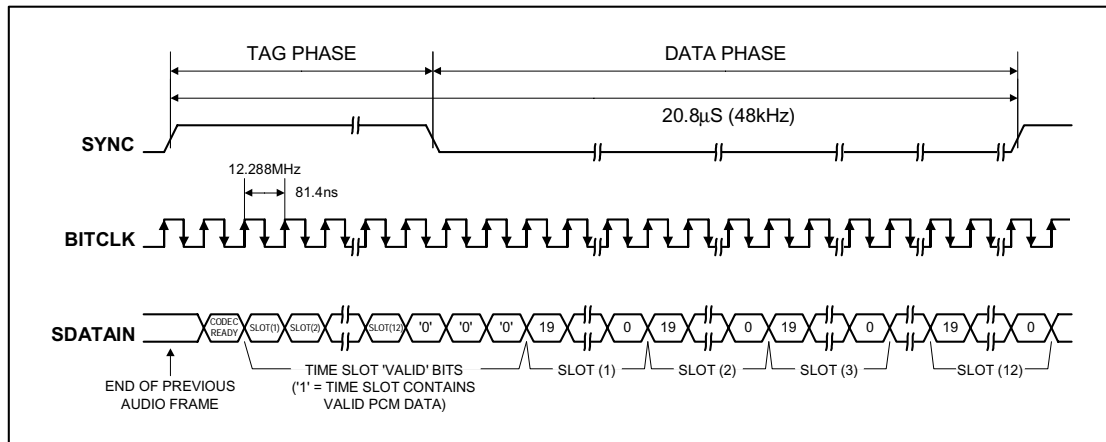 TAG PHASE
DATA PHASE
20.8µS (48kHz)
SYNC
12.288MHz
81.4ns
BITCLK
SDATAIN
CODEC
READY
SLOT(1)
SLOT(2)
SLOT(12)
'0'
'0'
'0'
19
0
19
0
19
0
19
0
END OF PREVIOUS
AUDIO FRAME
TIME SLOT 'VALID' BITS
('1' = TIME SLOT CONTAINS
VALID PCM DATA)
SLOT (1)
SLOT (2)
SLOT (3)
SLOT (12)